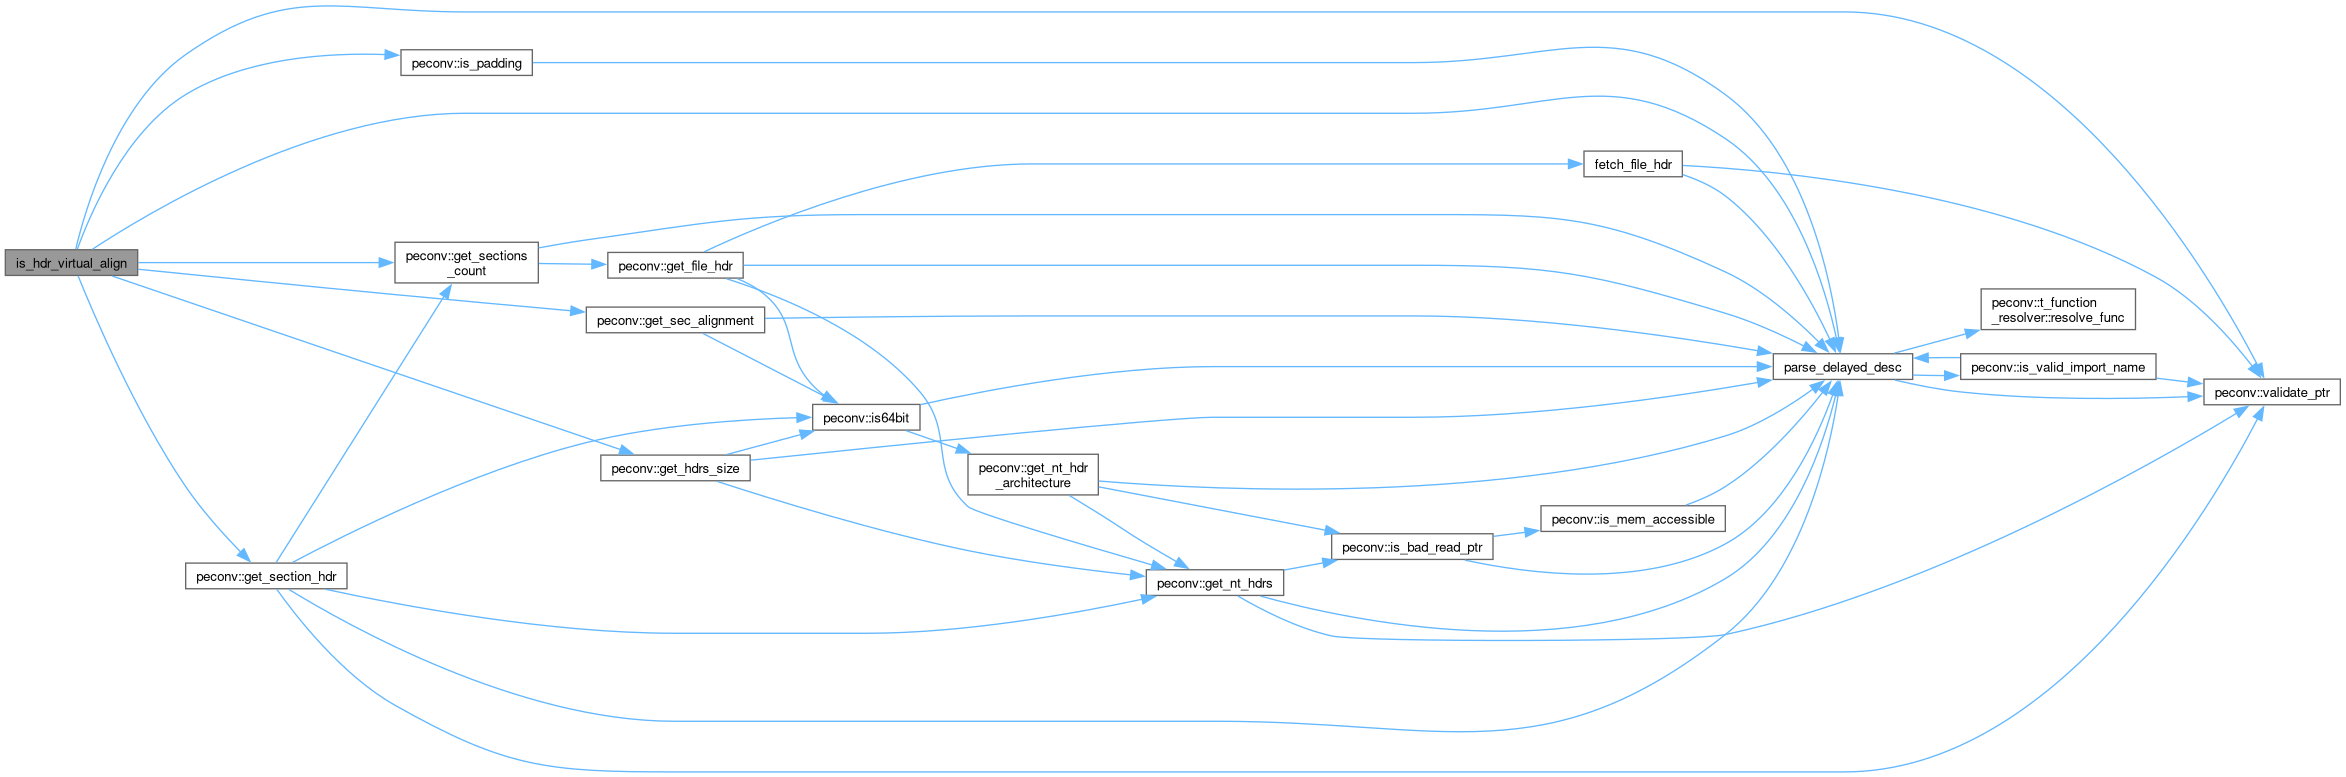 is_hdr_virtual_align
peconv::is_padding
peconv::get_sections
_count
peconv::get_sec_alignment
peconv::get_hdrs_size
peconv::get_section_hdr
peconv::get_file_hdr
peconv::is64bit
peconv::get_nt_hdr
_architecture
peconv::get_nt_hdrs
peconv::is_bad_read_ptr
peconv::is_mem_accessible
fetch_file_hdr
parse_delayed_desc
peconv::t_function
_resolver::resolve_func
peconv::is_valid_import_name
peconv::validate_ptr